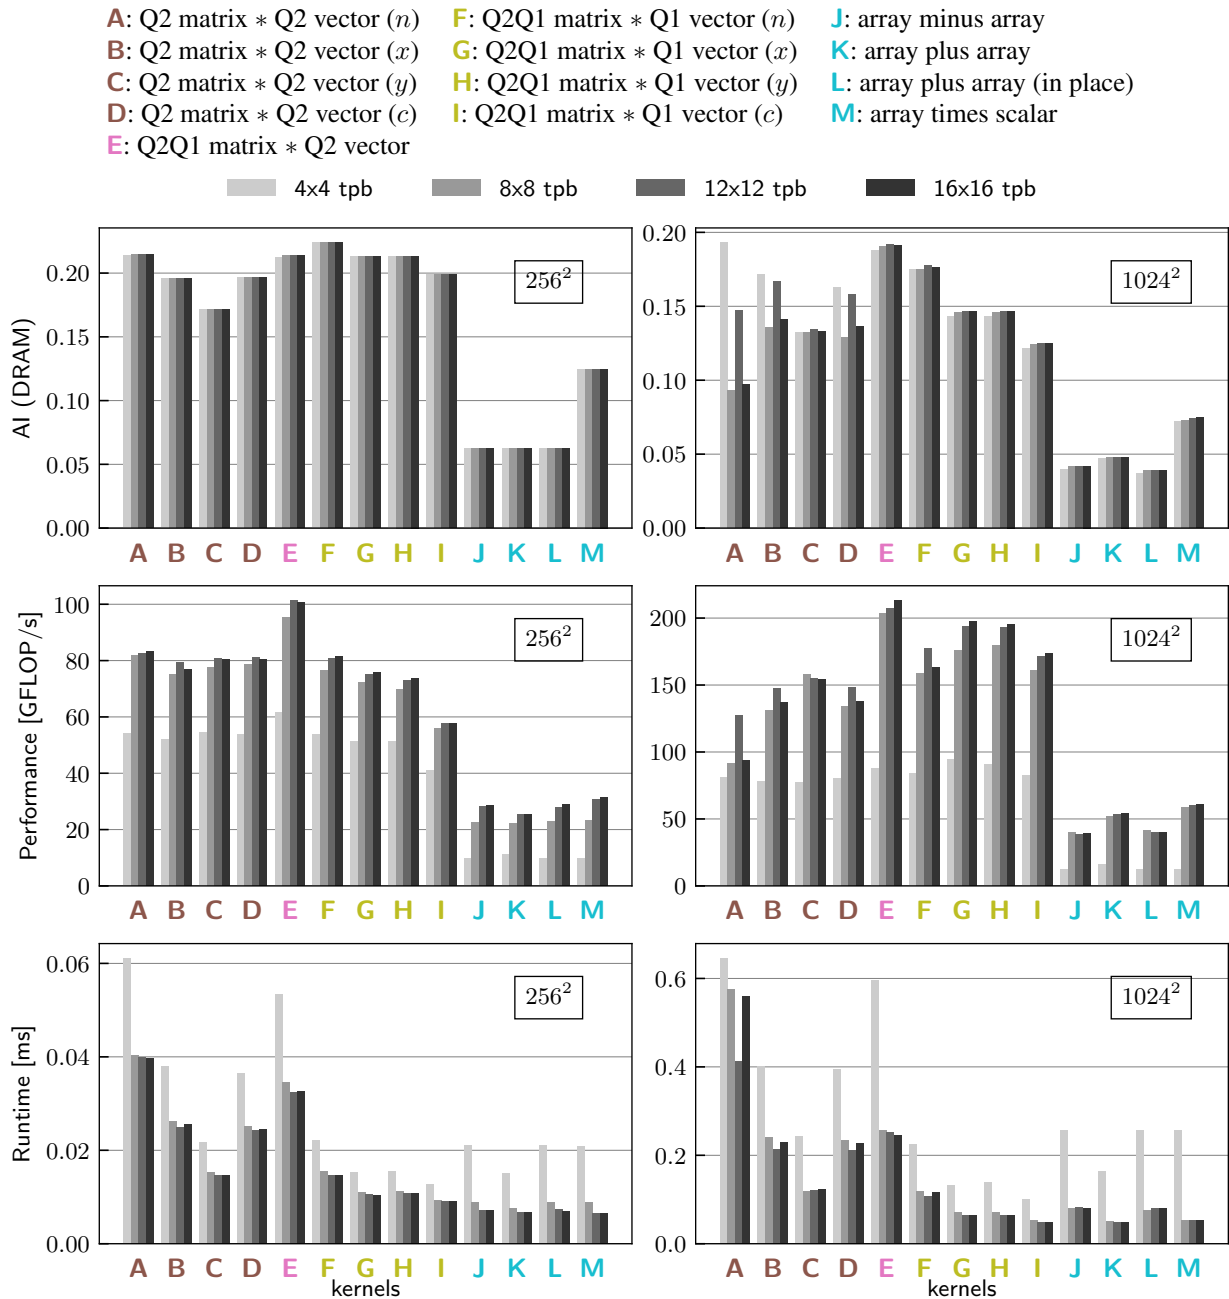 A: Q2 matrix ∗ Q2 vector (n) F: Q2Q1 matrix ∗ Q1 vector (n) J: array minus array
B: Q2 matrix ∗ Q2 vector (x) G: Q2Q1 matrix ∗ Q1 vector (x) K: array plus array
C: Q2 matrix ∗ Q2 vector (y) H: Q2Q1 matrix ∗ Q1 vector (y) L: array plus array (in place)
D: Q2 matrix ∗ Q2 vector (c) I: Q2Q1 matrix ∗ Q1 vector (c) M: array times scalar
E: Q2Q1 matrix ∗ Q2 vector
4x4 tpb 8x8 tpb 12x12 tpb 16x16 tpb
AI (DRAM)
0.20
0.15
0.10
0.05
0.00
256²
A B C D E F G H I J K L M
0.20
0.15
0.10
0.05
0.00
1024²
A B C D E F G H I J K L M
Performance [GFLOP/s]
100
80
60
40
20
0
256²
A B C D E F G H I J K L M
200
150
100
50
0
1024²
A B C D E F G H I J K L M
Runtime [ms]
0.06
0.04
0.02
0.00
256²
A B C D E F G H I J K L M
kernels
0.6
0.4
0.2
0.0
1024²
A B C D E F G H I J K L M
kernels